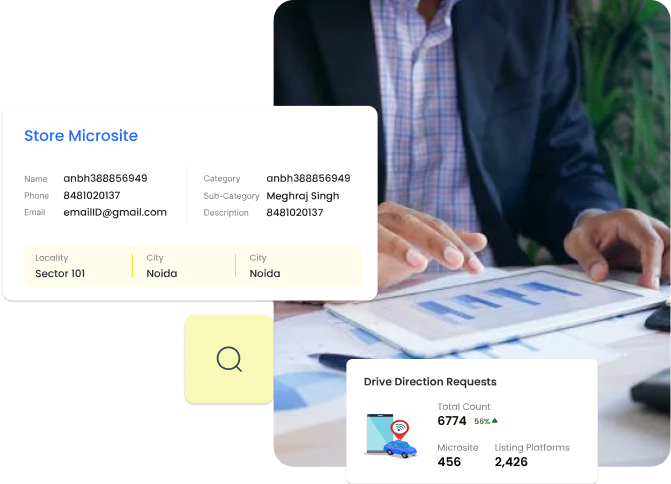 Store Microsite
Name anbh388856949
Phone 8481020137
Email emailID@gmail.com
Category anbh388856949
Sub-Category Meghraj Singh
Description 8481020137
Locality City City
Sector 101 Noida Noida
Drive Direction Requests
Total Count
6774 56%
Microsite Listing Platforms
456 2,426